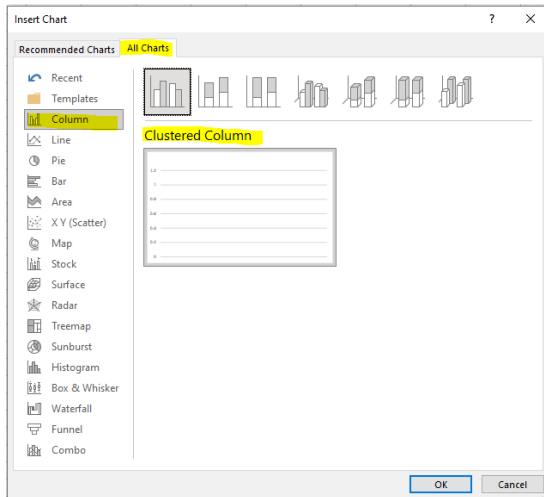 Insert Chart ? X
Recommended Charts All Charts
Recent
Templates
Column
Line
Pie
Bar
Area
X Y (Scatter)
Map
Stock
Surface
Radar
Treemap
Sunburst
Histogram
Box & Whisker
Waterfall
Funnel
Combo
Clustered Column
1.2
1
0.8
0.6
0.4
0.2
0
OK Cancel